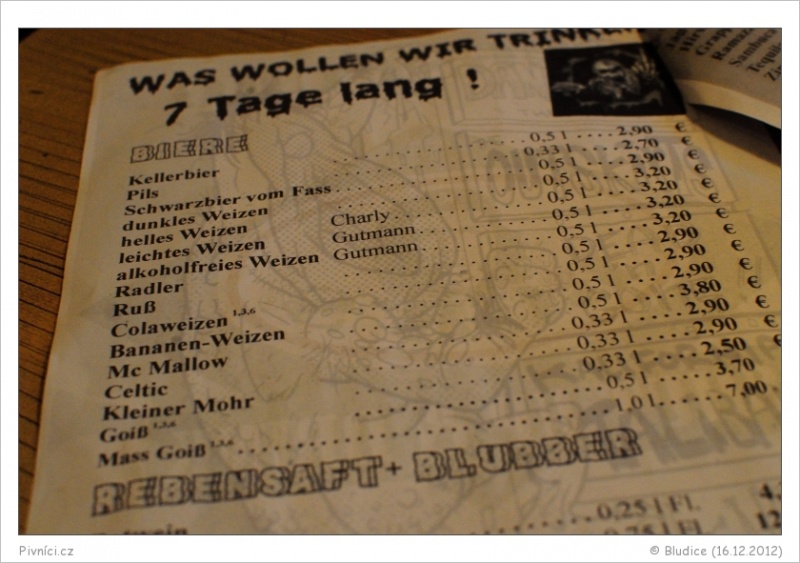 WAS WOLLEN WIR TRINKEN
7 Tage lang !
BIERE
Kellerbier 0,5 l .... 2,90 €
Pils 0,33 l .... 2,70
Schwarzbier vom Fass 0,5 l .... 2,90 €
dunkles Weizen 0,5 l .... 3,20
helles Weizen Charly 0,5 l .... 3,20 €
leichtes Weizen Gutmann 0,5 l .... 3,20
alkoholfreies Weizen Gutmann 0,5 l .... 3,20 €
Radler 0,5 l .... 2,90
Ruß 0,5 l .... 2,90 €
Colaweizen 1,3,6 0,5 l .... 2,90
Bananen-Weizen 0,5 l .... 3,80 €
Mc Mallow 0,33 l .... 2,90
Celtic 0,33 l .... 2,90 €
Kleiner Mohr 0,33 l .... 2,50
Goiß 1,3,6 0,5 l .... 3,70 €
Mass Goiß 1,3,6 1,0 l .... 7,00
REBENSAFT + BLUBBER
0,25 l Fl.
0,75 l Fl. 12
Sambuca
Pivníci.cz
© Bludice (16.12.2012)